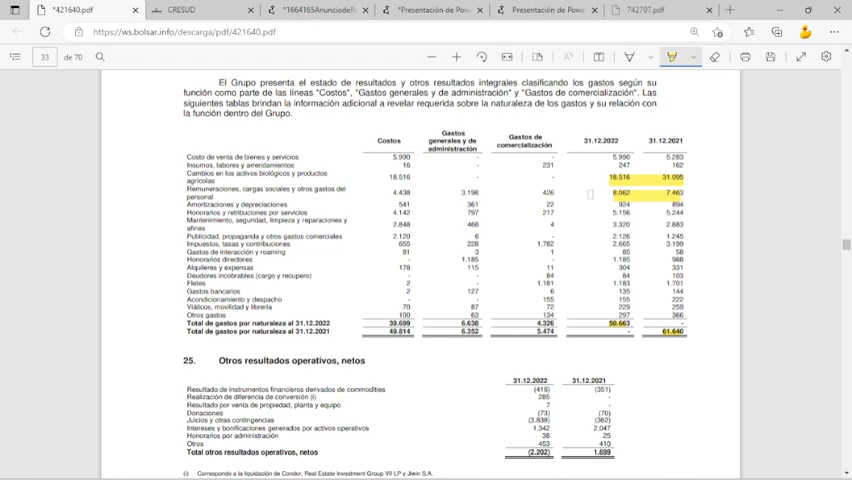 *421640.pdf
CRESUD
*1664165AnunciodeR
*Presentación de Pow
Presentación de Power
742707.pdf
https://ws.bolsar.info/descarga/pdf/421640.pdf
33 de 70
El Grupo presenta el estado de resultados y otros resultados integrales clasificando los gastos según su
función como parte de las líneas "Costos", "Gastos generales y de administración" y "Gastos de comercialización". Las
siguientes tablas brindan la información adicional a revelar requerida sobre la naturaleza de los gastos y su relación con
la función dentro del Grupo.
Costos Gastos generales y de administración Gastos de comercialización 31.12.2022 31.12.2021
Costo de venta de bienes y servicios 5.990 - - 5.990 5.283
Insumos, labores y arrendamientos 16 - 231 247 162
Cambios en los activos biológicos y productos
agrícolas 18.516 - - 18.516 31.095
Remuneraciones, cargas sociales y otros gastos del
personal 4.438 3.198 426 8.062 7.463
Amortizaciones y depreciaciones 541 361 22 924 894
Honorarios y retribuciones por servicios 4.142 797 217 5.156 5.244
Mantenimiento, seguridad, limpieza y reparaciones y
afines 2.848 468 4 3.320 2.883
Publicidad, propaganda y otros gastos comerciales 2.120 6 - 2.126 1.245
Impuestos, tasas y contribuciones 655 228 1.782 2.665 3.199
Gastos de interacción y roaming 81 3 1 85 58
Honorarios directores - 1.185 - 1.185 988
Alquileres y expensas 178 115 11 304 331
Deudores incobrables (cargo y recupero) - - 84 84 103
Fletes 2 - 1.181 1.183 1.701
Gastos bancarios 2 127 6 135 144
Acondicionamiento y despacho - - 155 155 222
Viáticos, movilidad y librería 70 87 72 229 259
Otros gastos 100 63 134 297 366
Total de gastos por naturaleza al 31.12.2022 39.699 6.638 4.326 50.663 -
Total de gastos por naturaleza al 31.12.2021 49.814 6.352 5.474 - 61.640
25. Otros resultados operativos, netos
31.12.2022 31.12.2021
Resultado de instrumentos financieros derivados de commodities (416) (351)
Realización de diferencia de conversión (i) 285 -
Resultado por venta de propiedad, planta y equipo 7 -
Donaciones (73) (70)
Juicios y otras contingencias (3.838) (362)
Intereses y bonificaciones generados por activos operativos 1.342 2.047
Honorarios por administración 38 25
Otros 453 410
Total otros resultados operativos, netos (2.202) 1.699
(i) Corresponde a la liquidación de Condor, Real Estate Investment Group VII LP y Jiwin S.A.